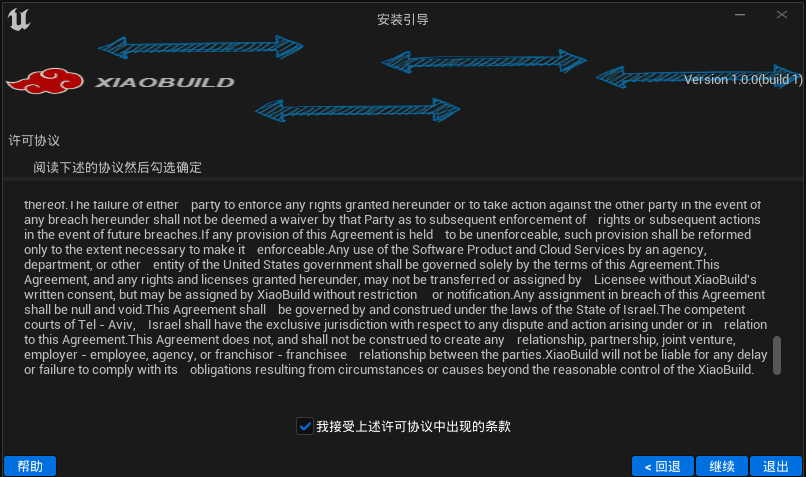 安装引导
XIAOBUILD
Version 1.0.0(build 1)
许可协议
阅读下述的协议然后勾选确定
thereof.The failure of either party to enforce any rights granted hereunder or to take action against the other party in the event of
any breach hereunder shall not be deemed a waiver by that Party as to subsequent enforcement of rights or subsequent actions
in the event of future breaches.If any provision of this Agreement is held to be unenforceable, such provision shall be reformed
only to the extent necessary to make it enforceable.Any use of the Software Product and Cloud Services by an agency,
department, or other entity of the United States government shall be governed solely by the terms of this Agreement.This
Agreement, and any rights and licenses granted hereunder, may not be transferred or assigned by Licensee without XiaoBuild's
written consent, but may be assigned by XiaoBuild without restriction or notification.Any assignment in breach of this Agreement
shall be null and void.This Agreement shall be governed by and construed under the laws of the State of Israel.The competent
courts of Tel - Aviv, Israel shall have the exclusive jurisdiction with respect to any dispute and action arising under or in relation
to this Agreement.This Agreement does not, and shall not be construed to create any relationship, partnership, joint venture,
employer - employee, agency, or franchisor - franchisee relationship between the parties.XiaoBuild will not be liable for any delay
or failure to comply with its obligations resulting from circumstances or causes beyond the reasonable control of the XiaoBuild.
我接受上述许可协议中出现的条款
帮助
< 回退
继续
退出